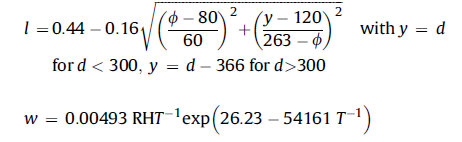 l = 0.44 – 0.16√((ϕ – 80)/60)² + ((y – 120)/(263 – ϕ))² with y = d
for d < 300, y = d – 366 for d>300
w = 0.00493 RHT⁻¹exp(26.23 – 54161 T⁻¹)